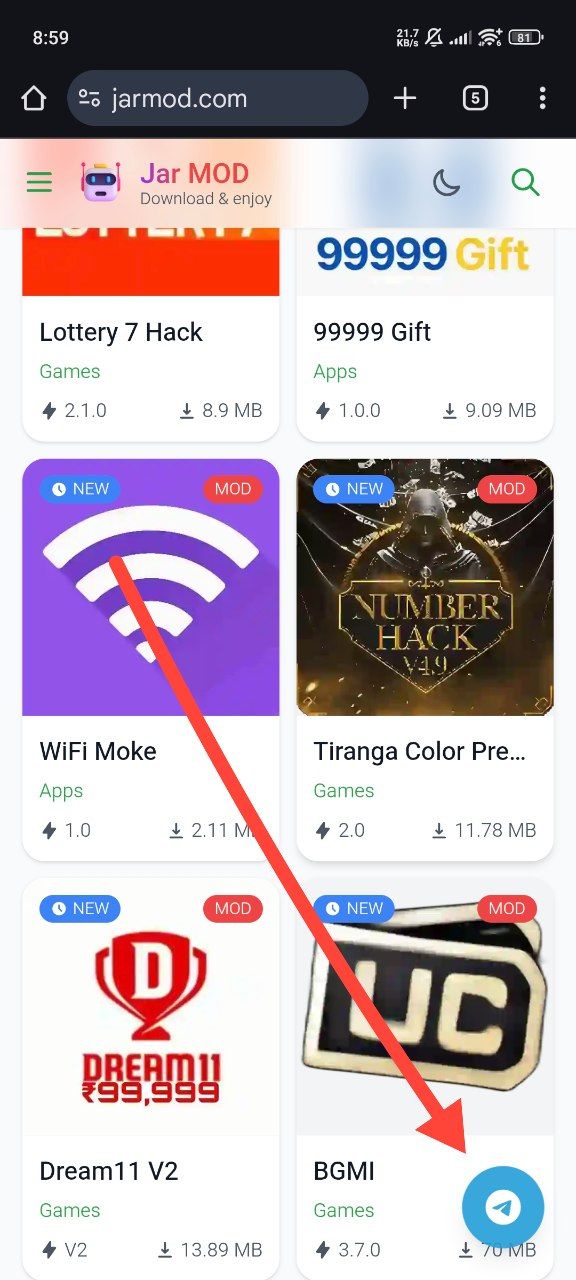 8:59
21.7
KB/s
81
jarmod.com
5
Jar MOD
Download & enjoy
LOTTERY 7
99999 Gift
Lottery 7 Hack
99999 Gift
Games
Apps
2.1.0
8.9 MB
1.0.0
9.09 MB
NEW
MOD
NEW
MOD
NUMBER
HACK
V4.9
WiFi Moke
Tiranga Color Pre...
Apps
Games
1.0
2.11 MB
2.0
11.78 MB
NEW
MOD
NEW
MOD
D
DREAM11
₹99,999
UC
Dream11 V2
BGMI
Games
Games
V2
13.89 MB
3.7.0
70 MB